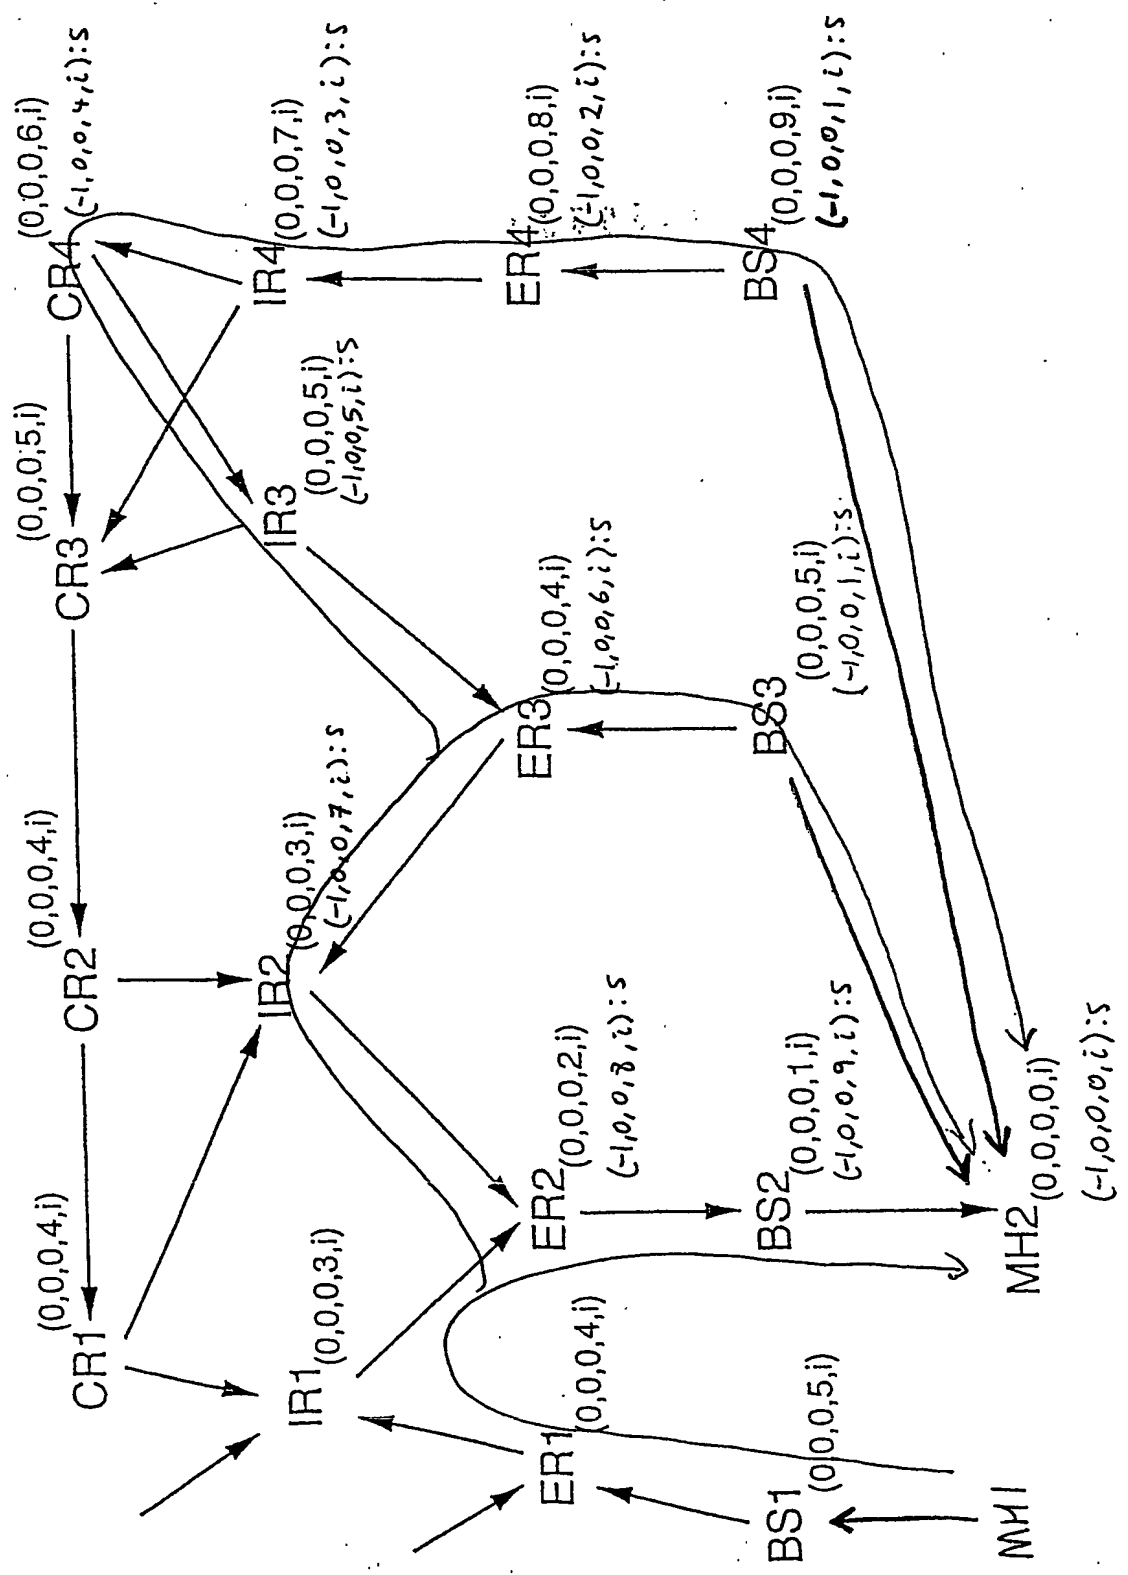 CR1
(0,0,0,4,i)
CR2
(0,0,0,4,i)
CR3
(0,0,0,5,i)
CR4
(0,0,0,6,i)
(-1,0,0,4,i):s
IR1
(0,0,0,3,i)
IR2
(0,0,0,3,i)
(-1,0,0,7,i):s
IR3
(0,0,0,5,i)
(-1,0,0,5,i):s
IR4
(0,0,0,7,i)
(-1,0,0,3,i):s
ER1
(0,0,0,4,i)
ER2
(0,0,0,2,i)
(-1,0,0,8,i):s
ER3
(0,0,0,4,i)
(-1,0,0,6,i):s
ER4
(0,0,0,8,i)
(-1,0,0,2,i):s
BS1
(0,0,0,5,i)
BS2
(0,0,0,1,i)
(-1,0,0,9,i):s
BS3
(0,0,0,5,i)
(-1,0,0,1,i):s
BS4
(0,0,0,9,i)
(-1,0,0,1,i):s
MH1
MH2
(0,0,0,0,i)
(-1,0,0,0,i):s